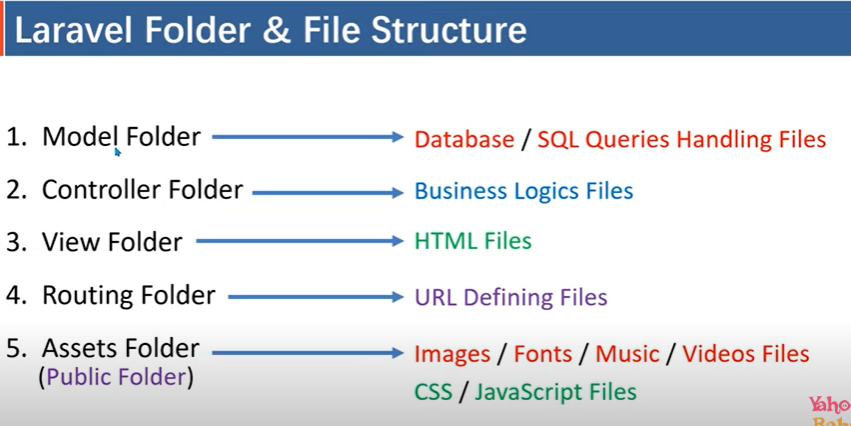 Laravel Folder & File Structure
1. Model Folder
Database / SQL Queries Handling Files
2. Controller Folder
Business Logics Files
3. View Folder
HTML Files
4. Routing Folder
URL Defining Files
5. Assets Folder
(Public Folder)
Images / Fonts / Music / Videos Files
CSS / JavaScript Files
Yaho